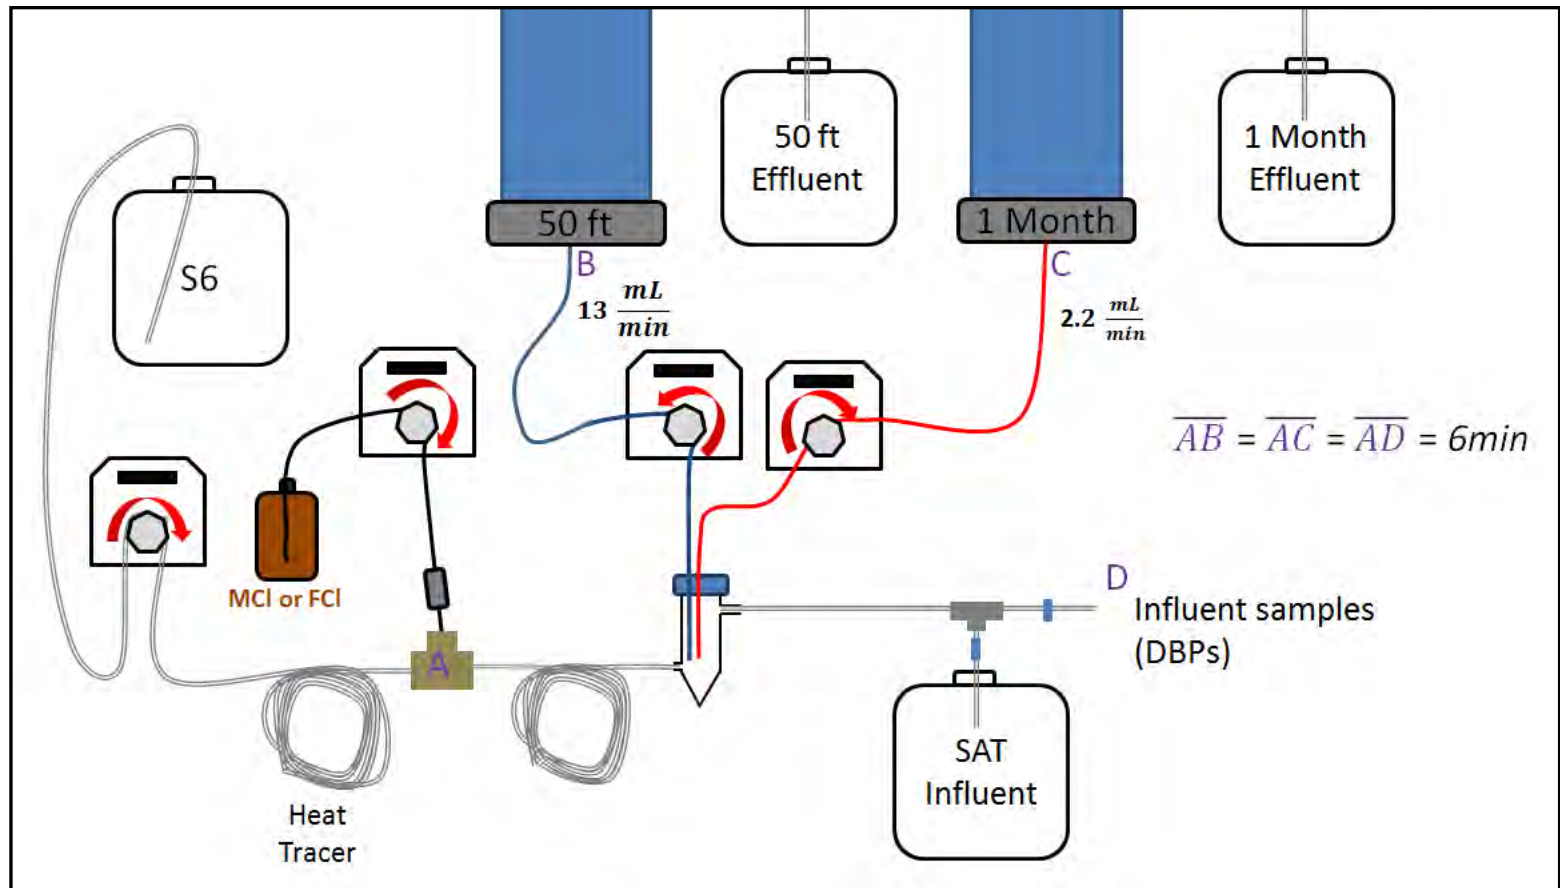 50 ft
Effluent
1 Month
Effluent
S6
50 ft
1 Month
B
C
13 mL/min
2.2 mL/min
AB = AC = AD = 6min
MCl or FCl
A
D
Influent samples
(DBPs)
SAT
Influent
Heat
Tracer